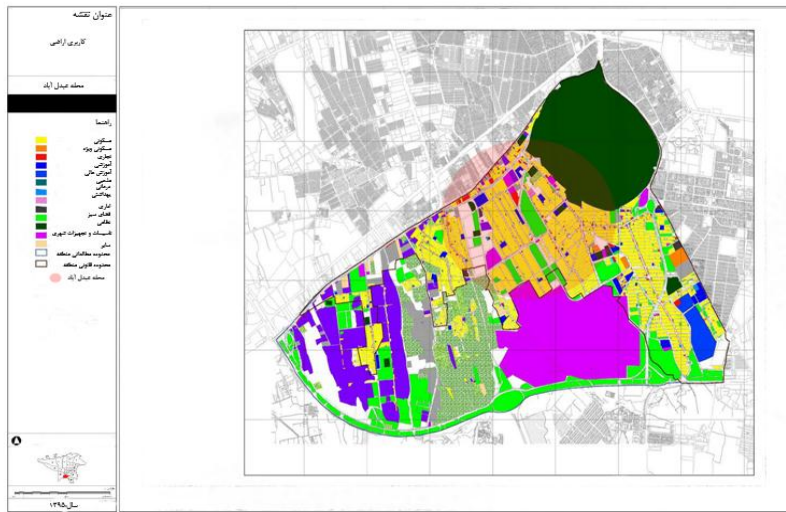 عنوان نقشه
کاربری اراضی
محله عبدل آباد
راهنما
مسکونی
مسکونی ویژه
تجاری
آموزشی
آموزش عالی
مذهبی
درمانی
بهداشتی
اداری
فضای سبز
نظامی
تاسیسات و تجهیزات شهری
سایر
محدوده مطالعاتی منطقه
محدوده قانونی منطقه
محله عبدل آباد
سال:۱۳۹۵